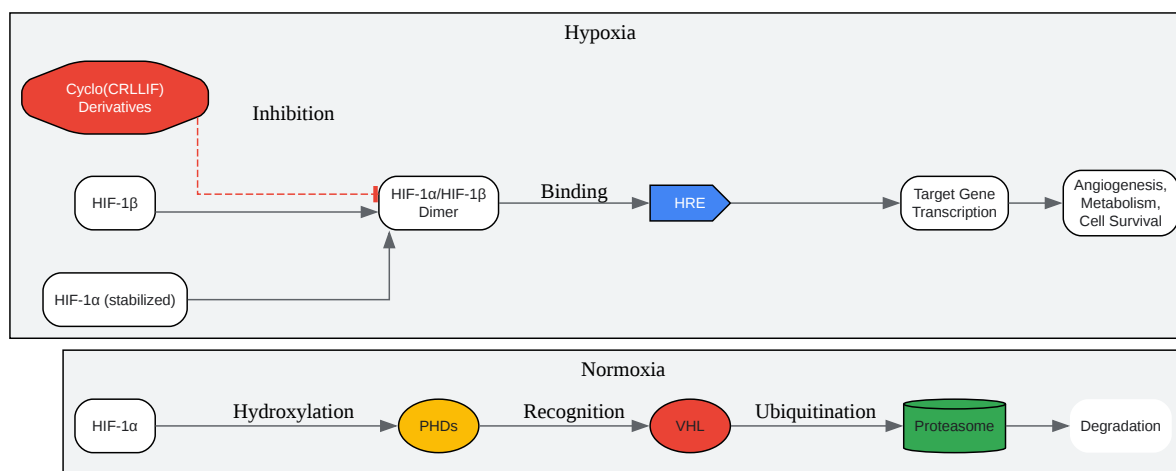 Hypoxia
Cyclo(CRLLIF)
Derivatives
Inhibition
HIF-1β
HIF-1α/HIF-1β
Dimer
Binding
HRE
Target Gene
Transcription
Angiogenesis,
Metabolism,
Cell Survival
HIF-1α (stabilized)
Normoxia
HIF-1α
Hydroxylation
PHDs
Recognition
VHL
Ubiquitination
Proteasome
Degradation